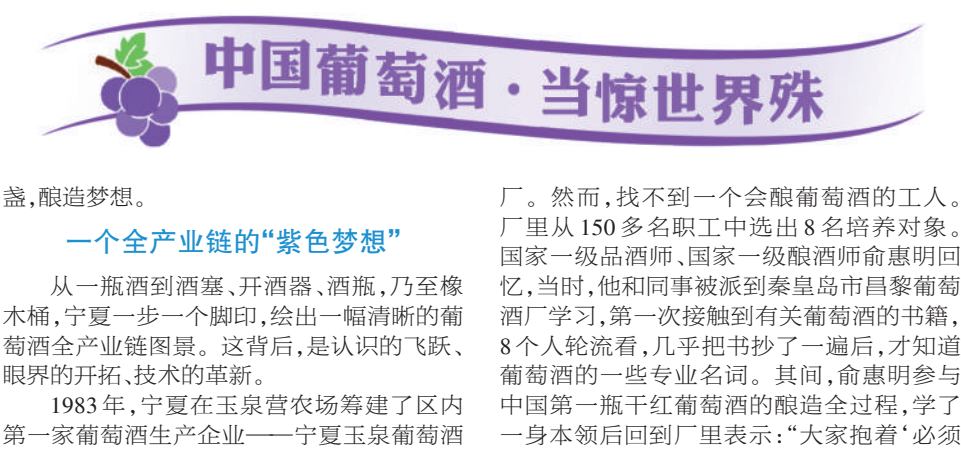 中国葡萄酒·当惊世界殊
盏,酿造梦想。
一个全产业链的“紫色梦想”
从一瓶酒到酒塞、开酒器、酒瓶,乃至橡
木桶,宁夏一步一个脚印,绘出一幅清晰的葡
萄酒全产业链图景。这背后,是认识的飞跃、
眼界的开拓、技术的革新。
1983年,宁夏在玉泉营农场筹建了区内
第一家葡萄酒生产企业——宁夏玉泉葡萄酒
厂。然而,找不到一个会酿葡萄酒的工人。
厂里从150多名职工中选出8名培养对象。
国家一级品酒师、国家一级酿酒师俞惠明回
忆,当时,他和同事被派到秦皇岛市昌黎葡萄
酒厂学习,第一次接触到有关葡萄酒的书籍,
8个人轮流看,几乎把书抄了一遍后,才知道
葡萄酒的一些专业名词。其间,俞惠明参与
中国第一瓶干红葡萄酒的酿造全过程,学了
一身本领后回到厂里表示:“大家抱着‘必须